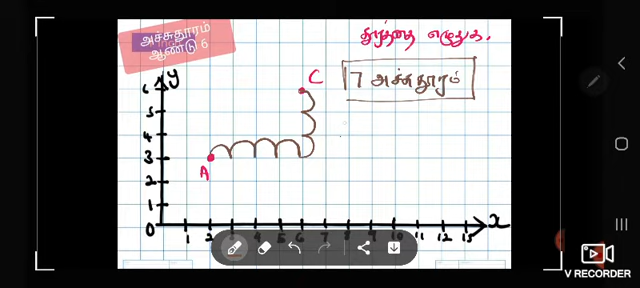 அச்சுதூரம்
ஆண்டு 6
தூரத்தை எழுதுக.
7 அச்சுதூரம்
y
C
6
5
4
3
2
1
0
A
1 2 3 4 5 6 7 8 9 10 11 12 13
x
V RECORDER